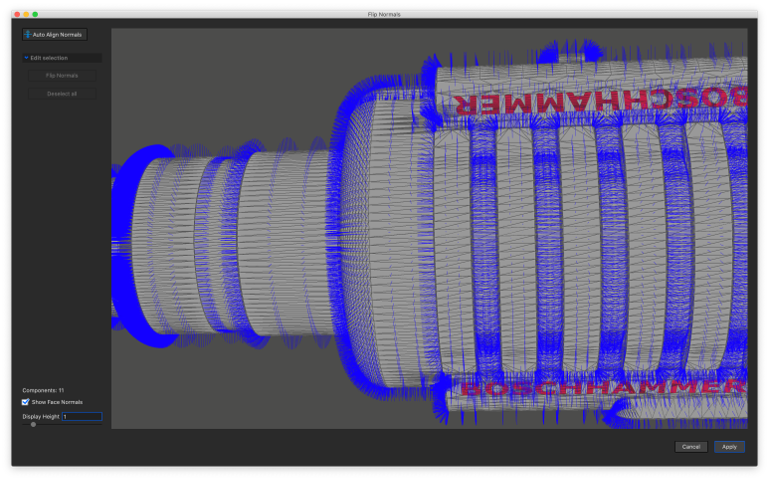 Flip Normals
Auto Align Normals
Edit selection
Flip Normals
Deselect all
BOSCHHAMMER
BOSCHHAMMER
Components: 11
Show Face Normals
Display Height 1
Cancel
Apply